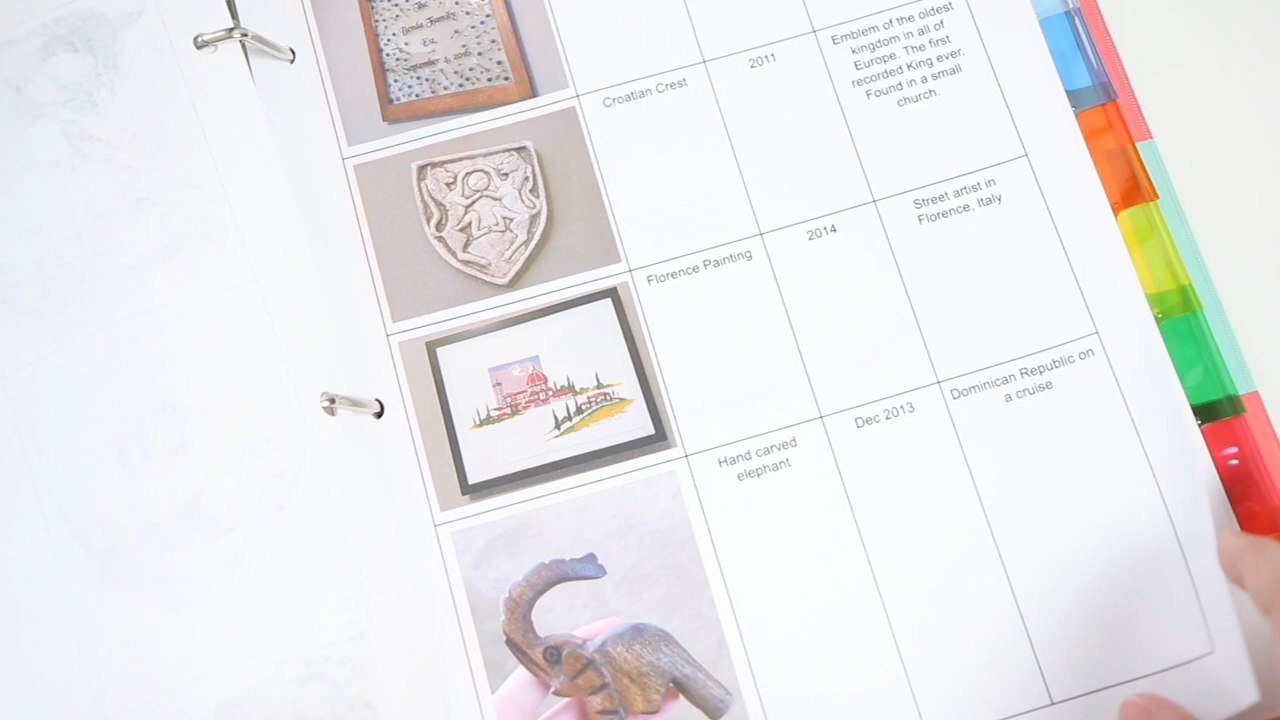 The
Family
Est.
September 4, 2016
Croatian Crest
2011
Emblem of the oldest
kingdom in all of
Europe. The first
recorded King ever.
Found in a small
church.
Florence Painting
2014
Street artist in
Florence, Italy
Hand carved
elephant
Dec 2013
Dominican Republic on
a cruise